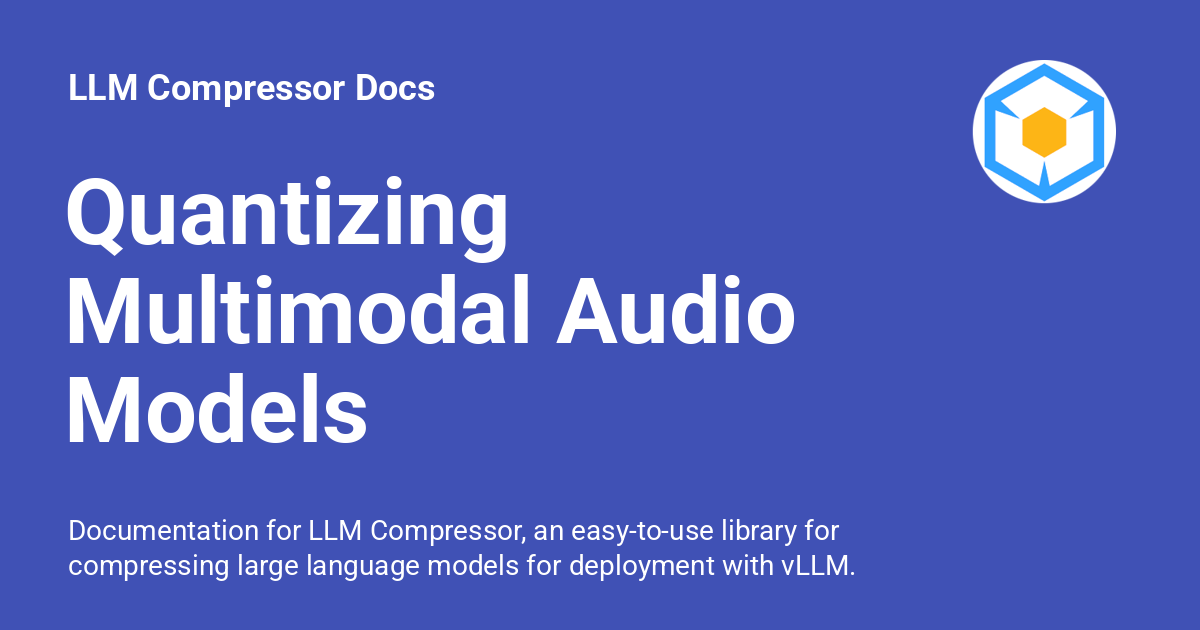 LLM Compressor Docs
Quantizing
Multimodal Audio
Models
Documentation for LLM Compressor, an easy-to-use library for
compressing large language models for deployment with vLLM.